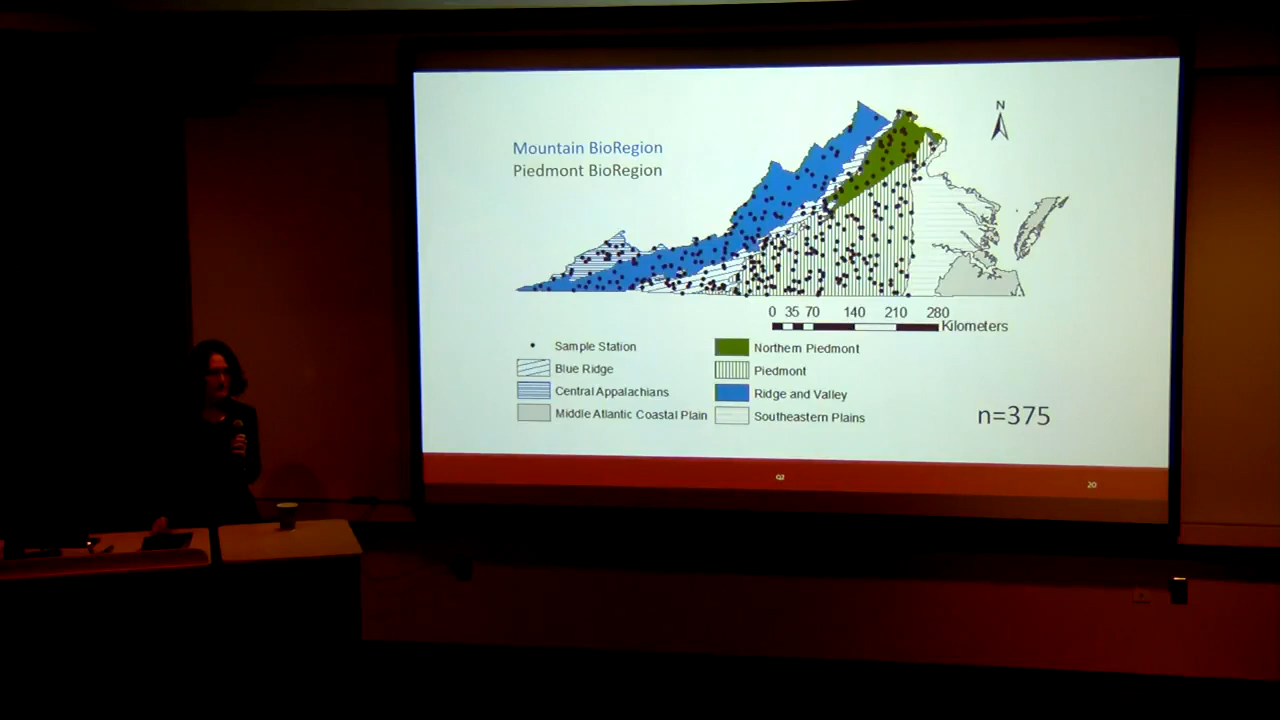 N
Mountain BioRegion
Piedmont BioRegion
0 35 70 140 210 280
Kilometers
Sample Station
Blue Ridge
Central Appalachians
Middle Atlantic Coastal Plain
Northern Piedmont
Piedmont
Ridge and Valley
Southeastern Plains
n=375
Q2
20